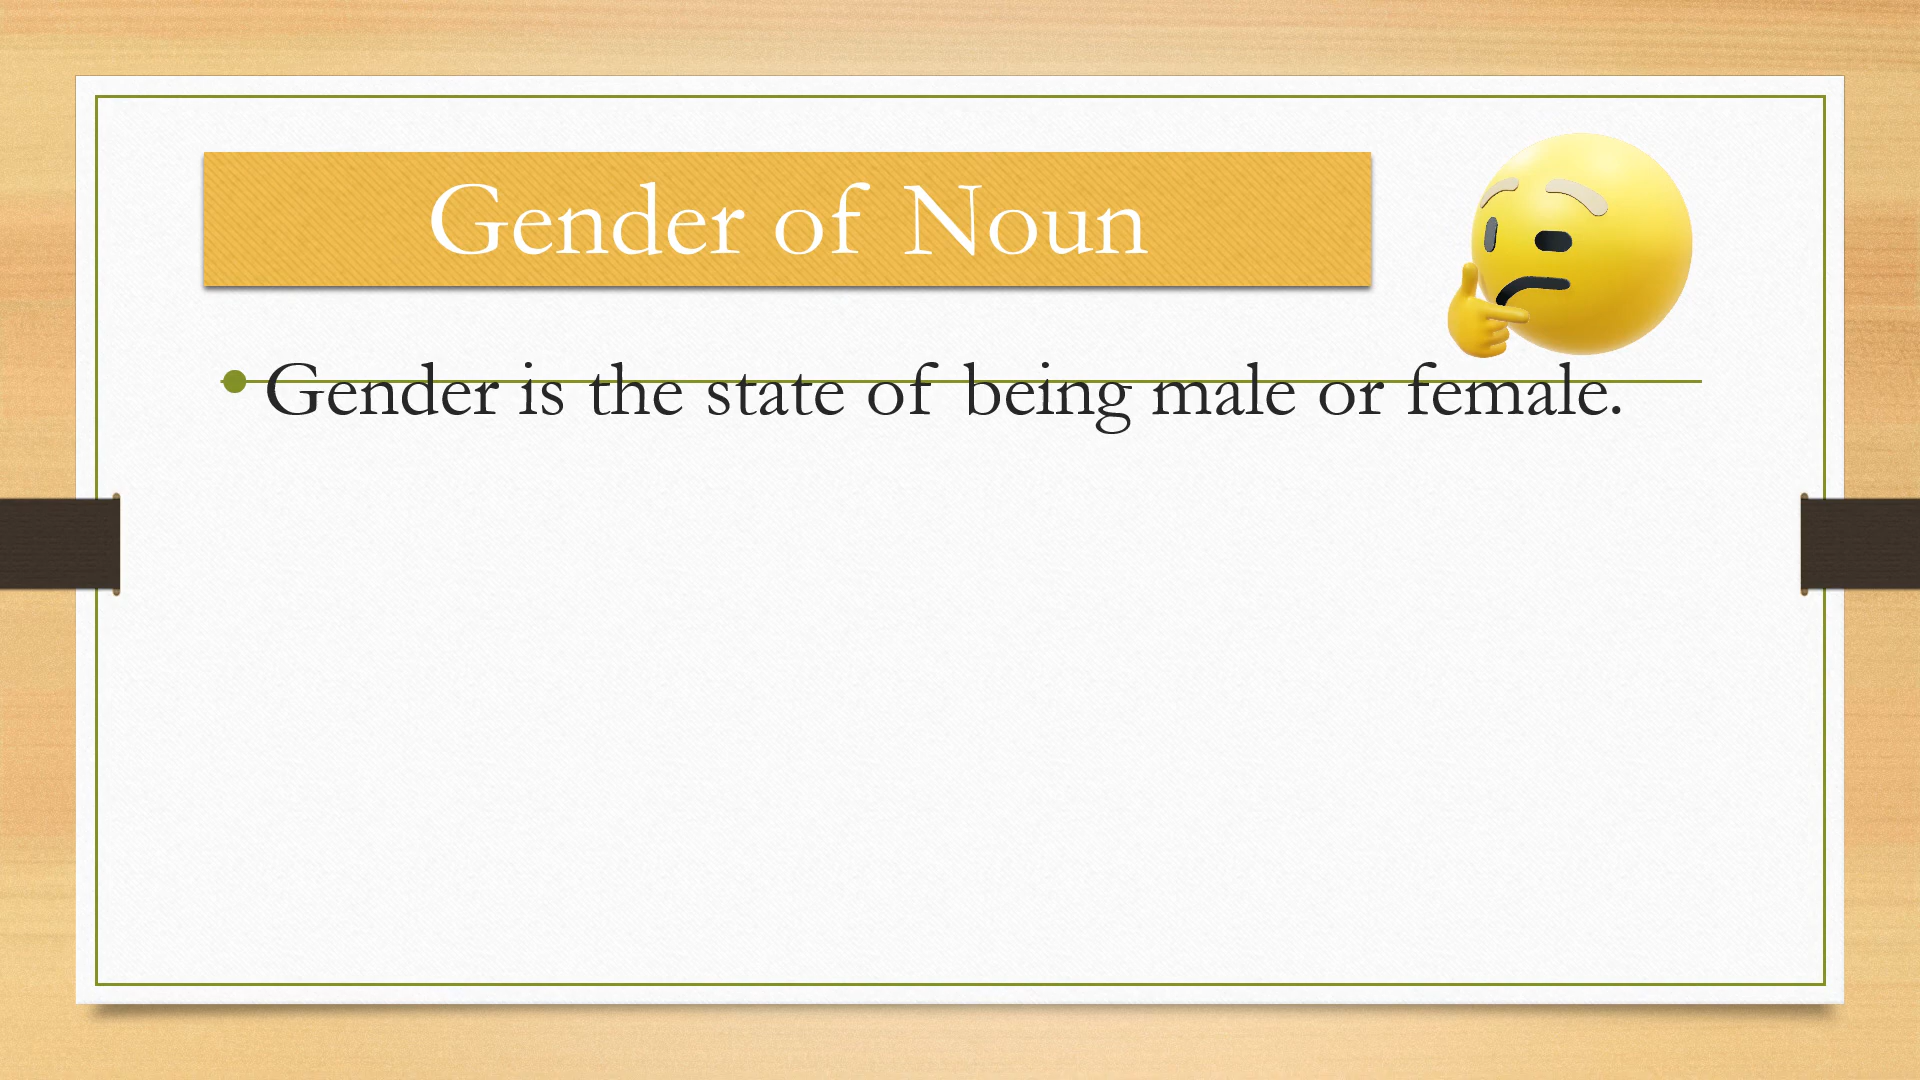 Gender of Noun
• Gender is the state of being male or female.